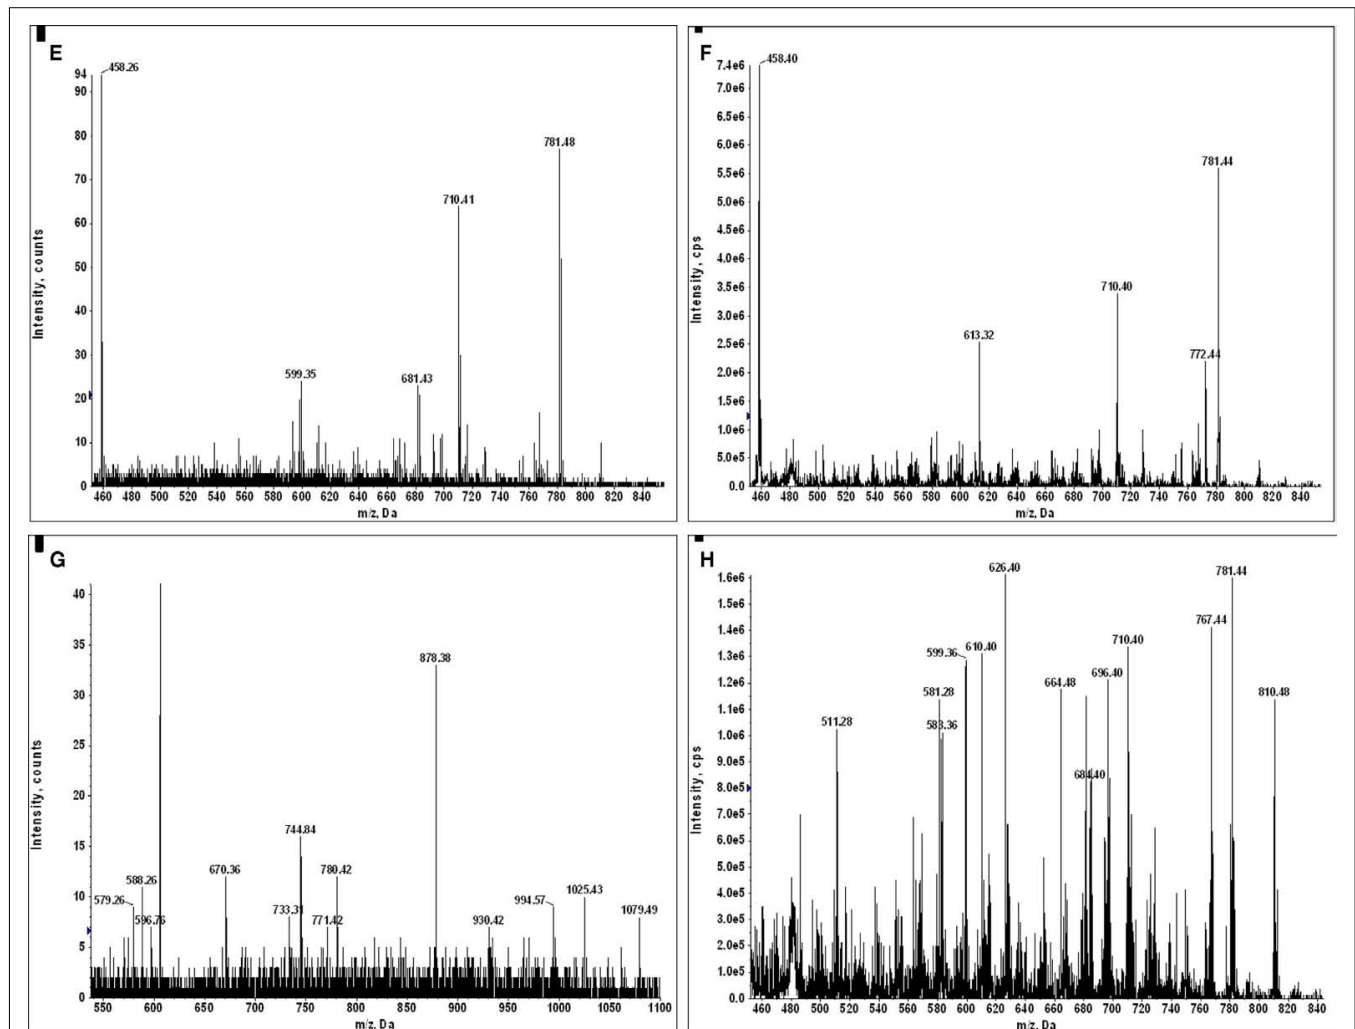 E
458.26
94
90
80
781.48
70
710.41
60
50
40
30
599.35
681.43
20
10
0
460 480 500 520 540 560 580 600 620 640 660 680 700 720 740 760 780 800 820 840
m/z, Da
Intensity, counts
F
7.4e6
458.40
7.0e6
6.5e6
6.0e6
781.44
5.5e6
5.0e6
4.5e6
4.0e6
3.5e6
710.40
3.0e6
613.32
2.5e6
772.44
2.0e6
1.5e6
1.0e6
5.0e5
0.0
460 480 500 520 540 560 580 600 620 640 660 680 700 720 740 760 780 800 820 840
m/z, Da
Intensity, cps
G
40
35
878.38
30
25
20
744.84
15
670.36
780.42
588.26
1025.43
579.26
994.57
10
733.31
1079.49
596.76
771.42
930.42
5
0
550 600 650 700 750 800 850 900 950 1000 1050 1100
m/z, Da
Intensity, counts
H
626.40
781.44
1.6e6
1.5e6
767.44
1.4e6
599.36
610.40
710.40
1.3e6
664.48
696.40
1.2e6
581.28
810.48
1.1e6
511.28
583.36
1.0e6
9.0e5
684.40
8.0e5
7.0e5
6.0e5
5.0e5
4.0e5
3.0e5
2.0e5
1.0e5
0.0
460 480 500 520 540 560 580 600 620 640 660 680 700 720 740 760 780 800 820 840
m/z, Da
Intensity, cps